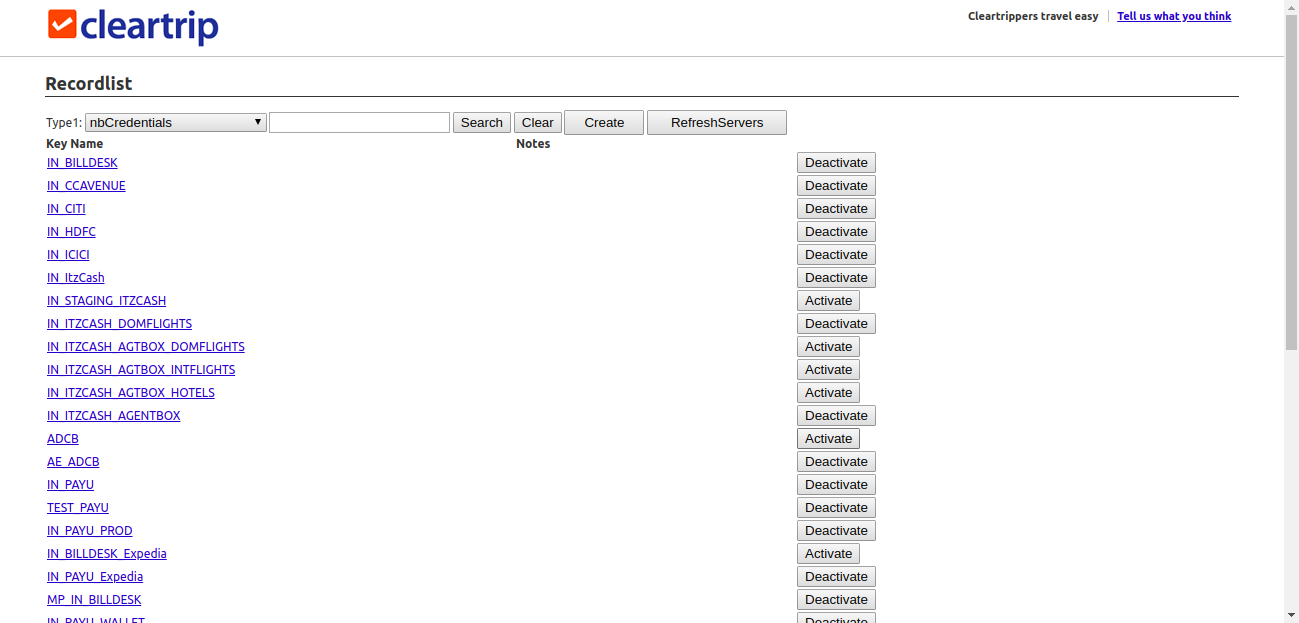 cleartrip
Cleartrippers travel easy Tell us what you think
Recordlist
Type1: nbCredentials Search Clear Create RefreshServers
Key Name Notes
IN_BILLDESK Deactivate
IN_CCAVENUE Deactivate
IN_CITI Deactivate
IN_HDFC Deactivate
IN_ICICI Deactivate
IN_ItzCash Deactivate
IN_STAGING_ITZCASH Activate
IN_ITZCASH_DOMFLIGHTS Deactivate
IN_ITZCASH_AGTBOX_DOMFLIGHTS Activate
IN_ITZCASH_AGTBOX_INTFLIGHTS Activate
IN_ITZCASH_AGTBOX_HOTELS Activate
IN_ITZCASH_AGENTBOX Deactivate
ADCB Activate
AE_ADCB Deactivate
IN_PAYU Deactivate
TEST_PAYU Deactivate
IN_PAYU_PROD Deactivate
IN_BILLDESK_Expedia Activate
IN_PAYU_Expedia Deactivate
MP_IN_BILLDESK Deactivate
IN_PAYU_WALLET Deactivate